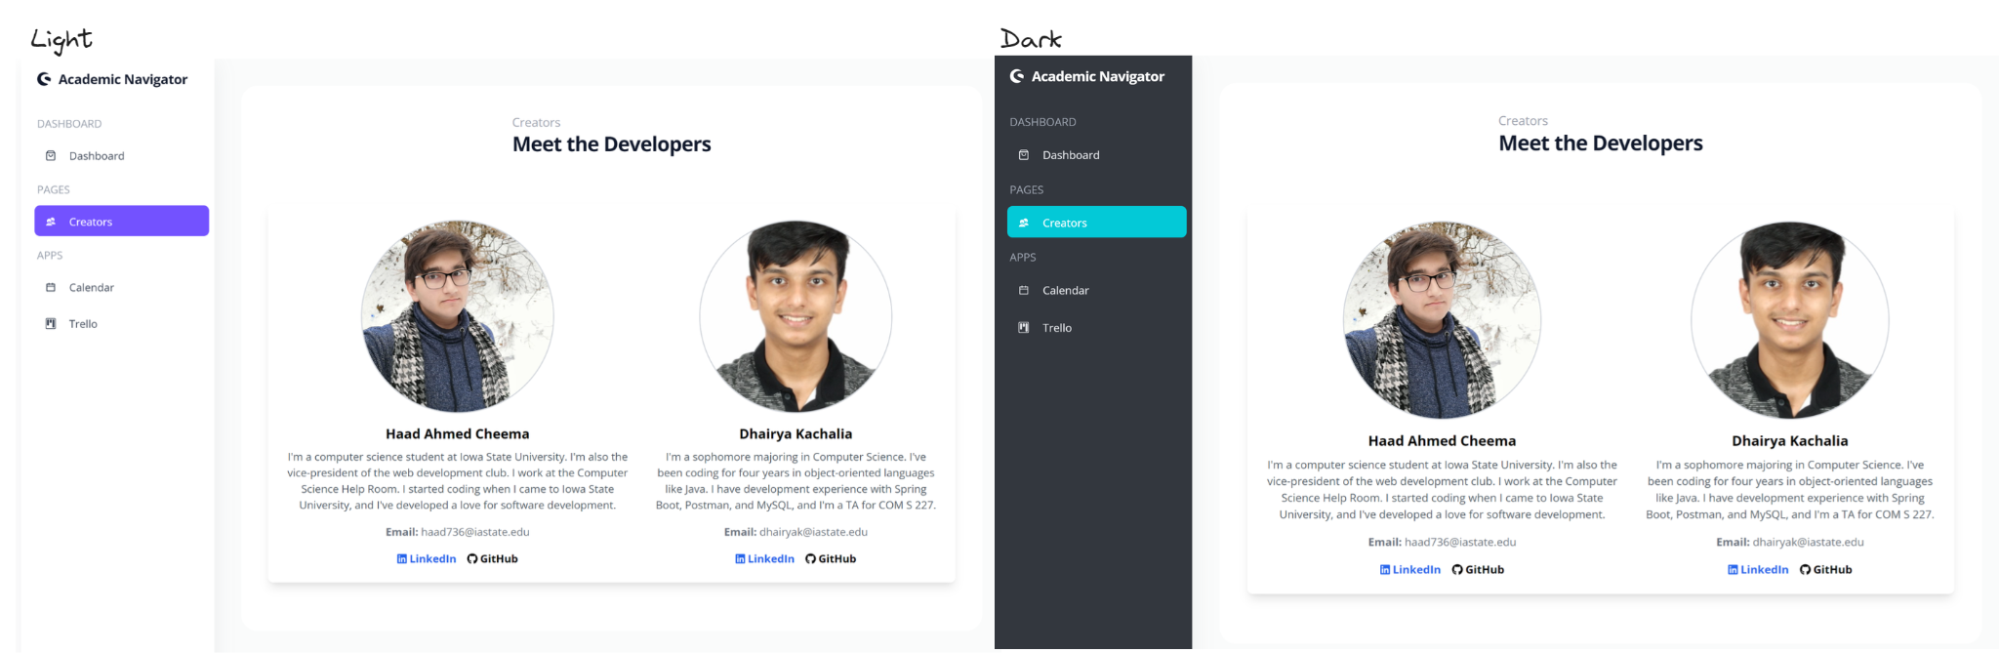 Light
Academic Navigator
DASHBOARD
Dashboard
PAGES
Creators
APPS
Calendar
Trello
Creators
Meet the Developers
Haad Ahmed Cheema
I'm a computer science student at Iowa State University. I'm also the
vice-president of the web development club. I work at the Computer
Science Help Room. I started coding when I came to Iowa State
University, and I've developed a love for software development.
Email: haad736@iastate.edu
LinkedIn GitHub
Dhairya Kachalia
I'm a sophomore majoring in Computer Science. I've
been coding for four years in object-oriented languages
like Java. I have development experience with Spring
Boot, Postman, and MySQL, and I'm a TA for COM S 227.
Email: dhairyak@iastate.edu
LinkedIn GitHub
Dark
Academic Navigator
DASHBOARD
Dashboard
PAGES
Creators
APPS
Calendar
Trello
Creators
Meet the Developers
Haad Ahmed Cheema
I'm a computer science student at Iowa State University. I'm also the
vice-president of the web development club. I work at the Computer
Science Help Room. I started coding when I came to Iowa State
University, and I've developed a love for software development.
Email: haad736@iastate.edu
LinkedIn GitHub
Dhairya Kachalia
I'm a sophomore majoring in Computer Science. I've
been coding for four years in object-oriented languages
like Java. I have development experience with Spring
Boot, Postman, and MySQL, and I'm a TA for COM S 227.
Email: dhairyak@iastate.edu
LinkedIn GitHub